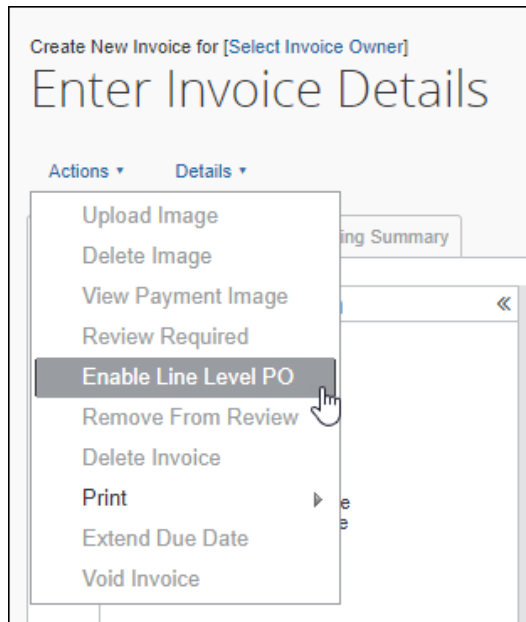 Create New Invoice for [Select Invoice Owner]
Enter Invoice Details
Actions Details
Upload Image
ing Summary
Delete Image
View Payment Image
Review Required
Enable Line Level PO
Remove From Review
Delete Invoice
Print
e
e
Extend Due Date
Void Invoice